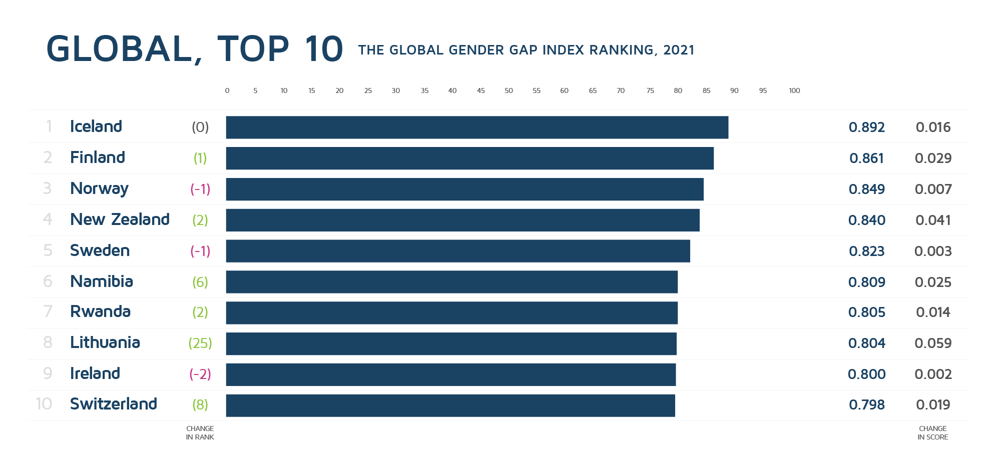 GLOBAL, TOP 10 THE GLOBAL GENDER GAP INDEX RANKING, 2021
0 5 10 15 20 25 30 35 40 45 50 55 60 65 70 75 80 85 90 95 100
1 Iceland (0) 0.892 0.016
2 Finland (1) 0.861 0.029
3 Norway (-1) 0.849 0.007
4 New Zealand (2) 0.840 0.041
5 Sweden (-1) 0.823 0.003
6 Namibia (6) 0.809 0.025
7 Rwanda (2) 0.805 0.014
8 Lithuania (25) 0.804 0.059
9 Ireland (-2) 0.800 0.002
10 Switzerland (8) 0.798 0.019
CHANGE
IN RANK
CHANGE
IN SCORE